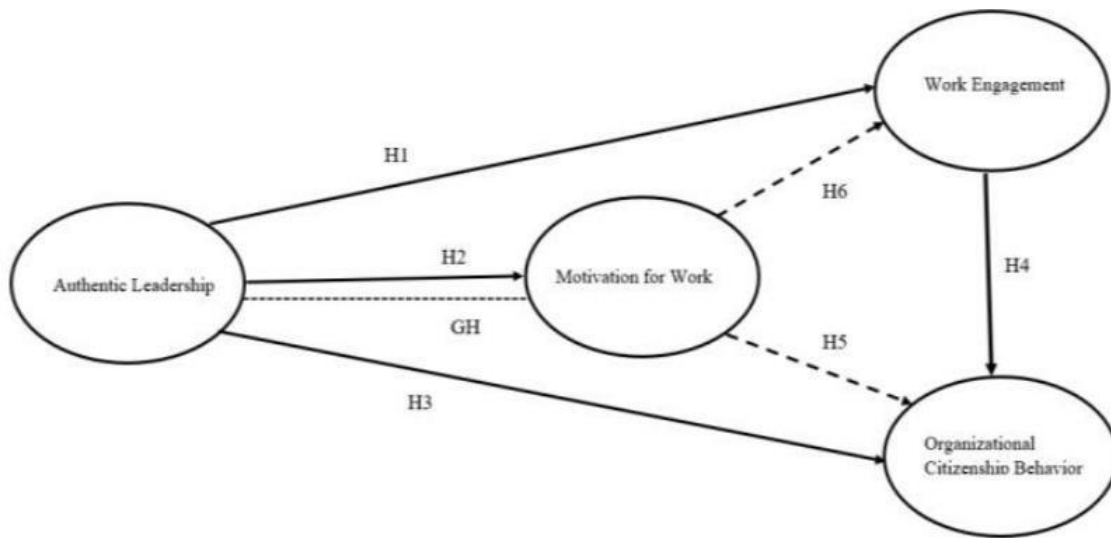 Work Engagement
H1
H6
H2
Authentic Leadership
Motivation for Work
H4
GH
H5
H3
Organizational
Citizenship Behavior